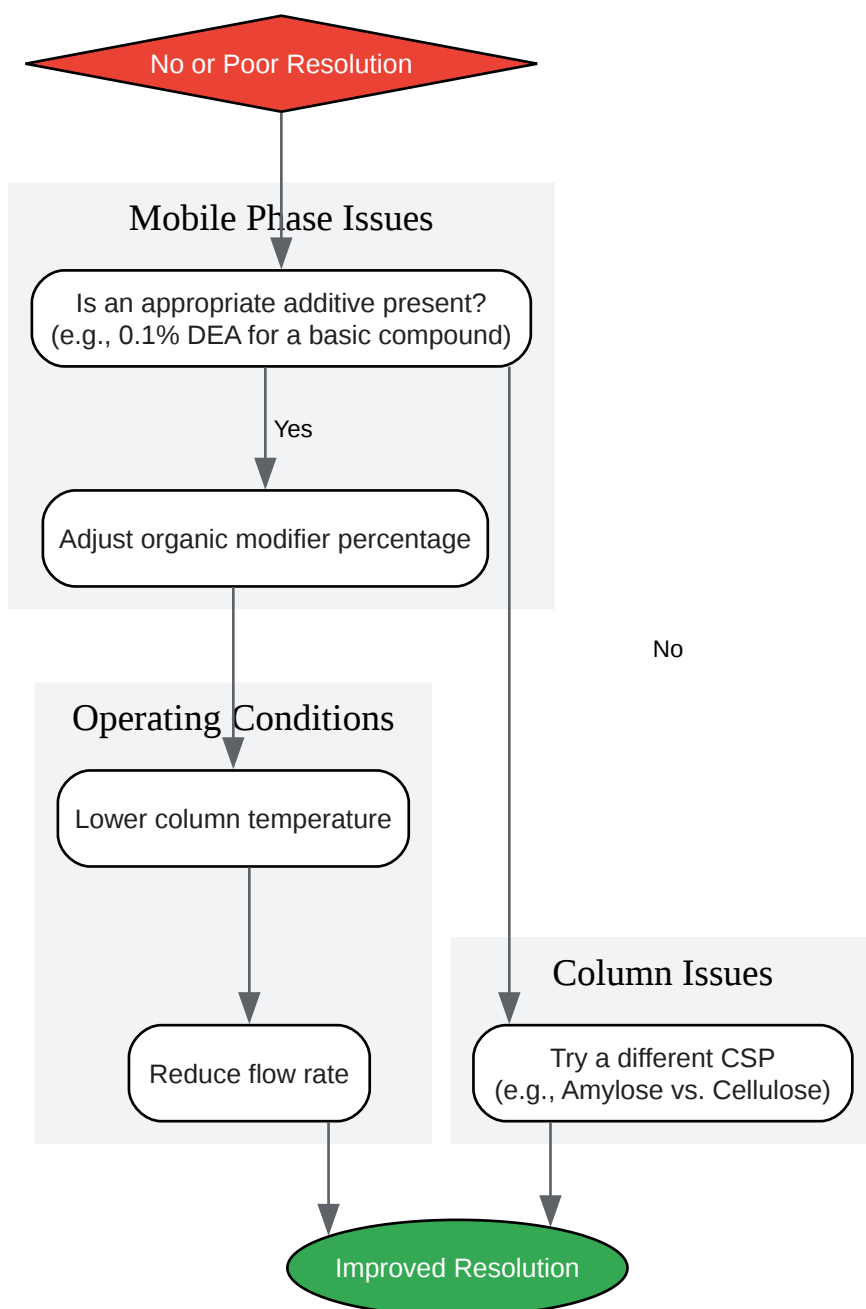 No or Poor Resolution
Mobile Phase Issues
Is an appropriate additive present?
(e.g., 0.1% DEA for a basic compound)
Yes
Adjust organic modifier percentage
No
Operating Conditions
Lower column temperature
Column Issues
Try a different CSP
(e.g., Amylose vs. Cellulose)
Reduce flow rate
Improved Resolution